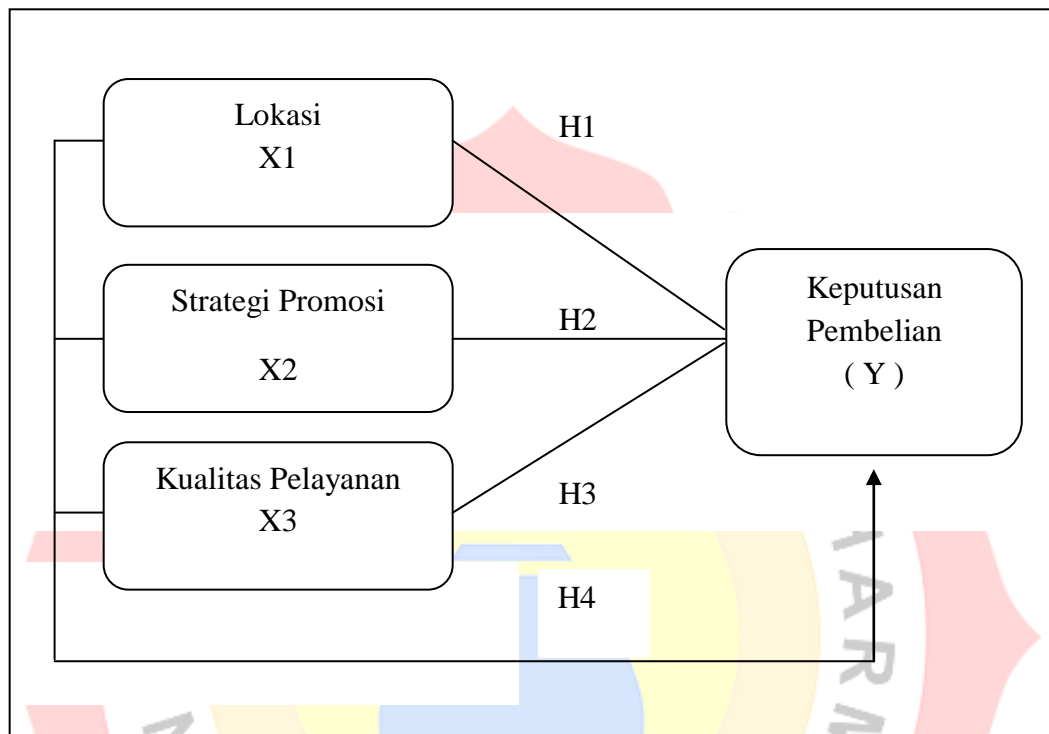 Lokasi
X1
H1
Strategi Promosi
X2
H2
Keputusan
Pembelian
( Y )
Kualitas Pelayanan
X3
H3
H4